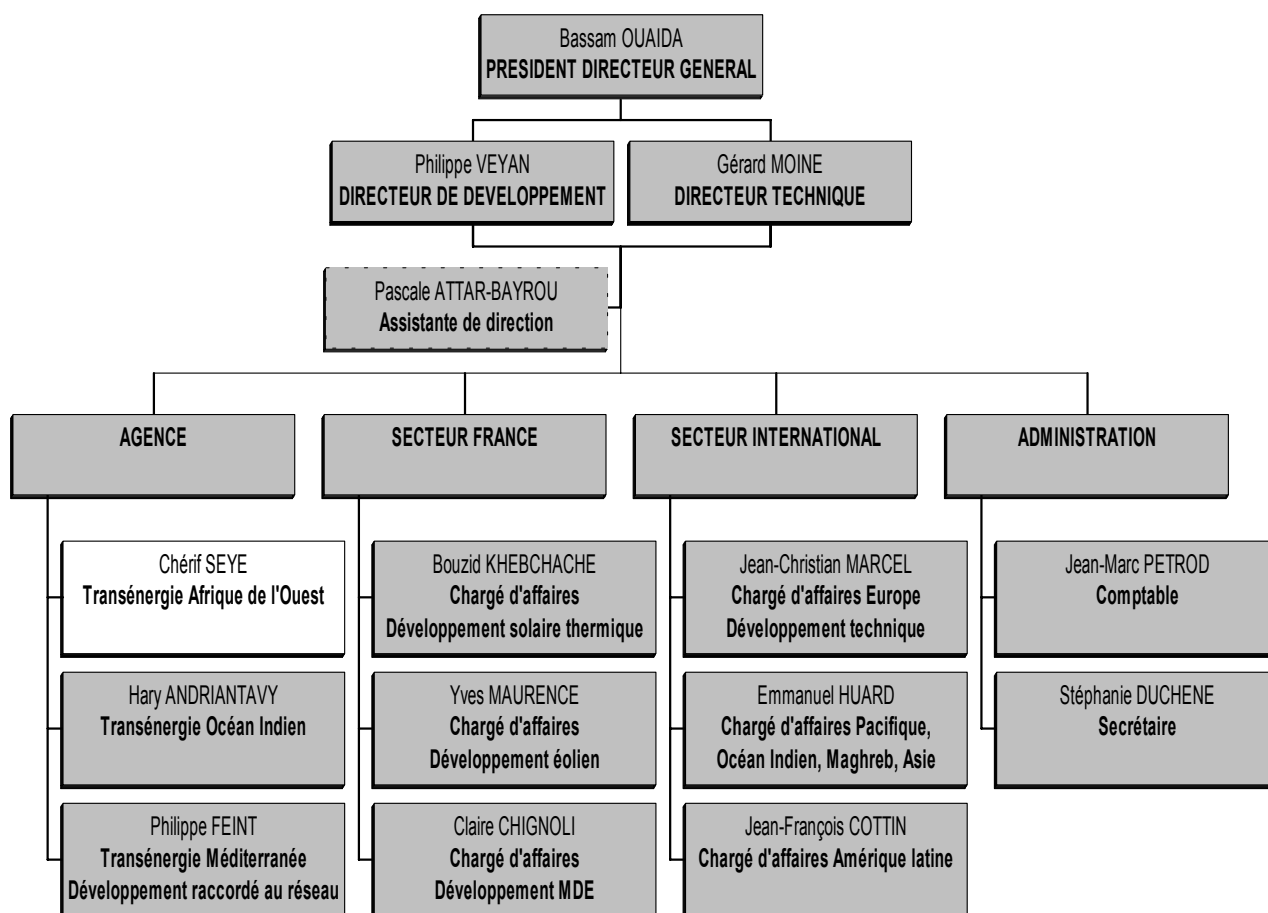 Bassam OUAIDA
PRESIDENT DIRECTEUR GENERAL
Philippe VEYAN
DIRECTEUR DE DEVELOPPEMENT
Gérard MOINE
DIRECTEUR TECHNIQUE
Pascale ATTAR-BAYROU
Assistante de direction
AGENCE
SECTEUR FRANCE
SECTEUR INTERNATIONAL
ADMINISTRATION
Chérif SEYE
Transénergie Afrique de l'Ouest
Hary ANDRIANTAVY
Transénergie Océan Indien
Philippe FEINT
Transénergie Méditerranée
Développement raccordé au réseau
Bouzid KHEBCHACHE
Chargé d'affaires
Développement solaire thermique
Yves MAURENCE
Chargé d'affaires
Développement éolien
Claire CHIGNOLI
Chargé d'affaires
Développement MDE
Jean-Christian MARCEL
Chargé d'affaires Europe
Développement technique
Emmanuel HUARD
Chargé d'affaires Pacifique,
Océan Indien, Maghreb, Asie
Jean-François COTTIN
Chargé d'affaires Amérique latine
Jean-Marc PETROD
Comptable
Stéphanie DUCHENE
Secrétaire